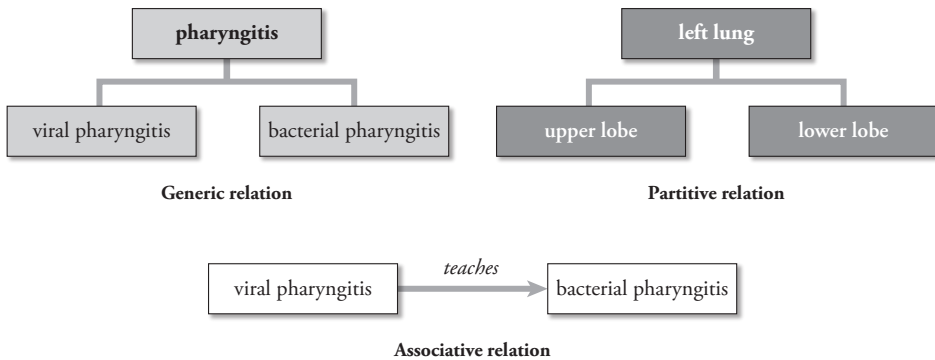 pharyngitis
left lung
viral pharyngitis
bacterial pharyngitis
upper lobe
lower lobe
Generic relation
Partitive relation
teaches
viral pharyngitis
bacterial pharyngitis
Associative relation